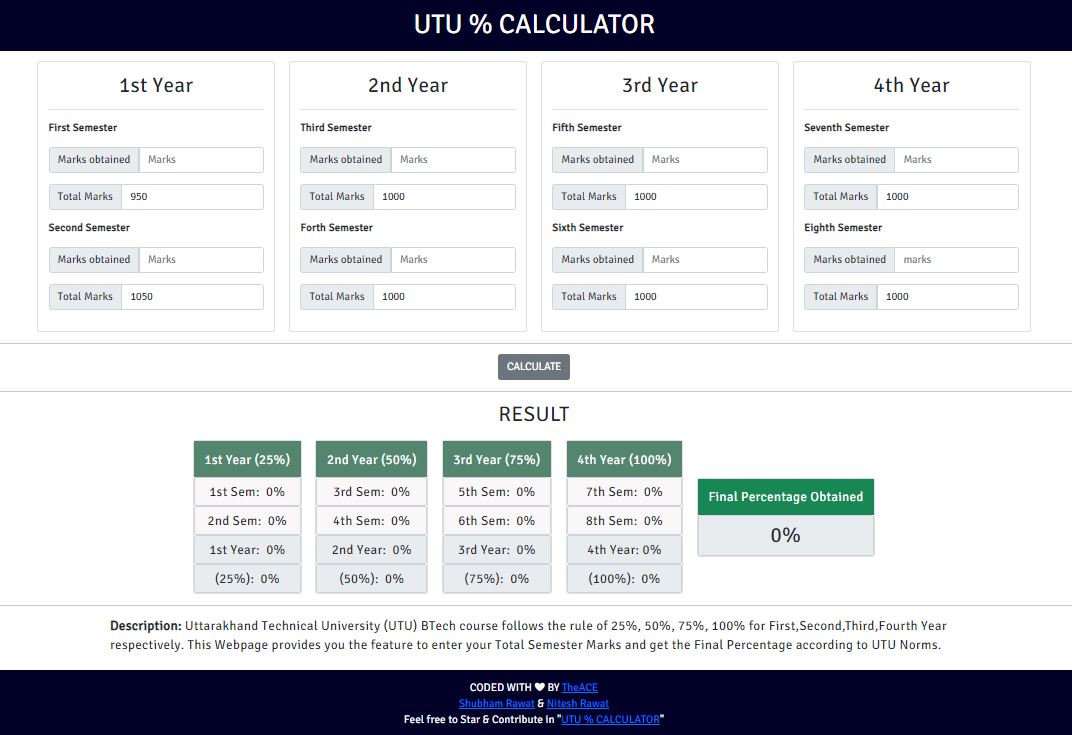 UTU % CALCULATOR
1st Year
First Semester
Marks obtained Marks
Total Marks 950
Second Semester
Marks obtained Marks
Total Marks 1050
2nd Year
Third Semester
Marks obtained Marks
Total Marks 1000
Forth Semester
Marks obtained Marks
Total Marks 1000
3rd Year
Fifth Semester
Marks obtained Marks
Total Marks 1000
Sixth Semester
Marks obtained Marks
Total Marks 1000
4th Year
Seventh Semester
Marks obtained Marks
Total Marks 1000
Eighth Semester
Marks obtained marks
Total Marks 1000
CALCULATE
RESULT
1st Year (25%)
1st Sem: 0%
2nd Sem: 0%
1st Year: 0%
(25%): 0%
2nd Year (50%)
3rd Sem: 0%
4th Sem: 0%
2nd Year: 0%
(50%): 0%
3rd Year (75%)
5th Sem: 0%
6th Sem: 0%
3rd Year: 0%
(75%): 0%
4th Year (100%)
7th Sem: 0%
8th Sem: 0%
4th Year: 0%
(100%): 0%
Final Percentage Obtained
0%
Description: Uttarakhand Technical University (UTU) BTech course follows the rule of 25%, 50%, 75%, 100% for First,Second,Third,Fourth Year
respectively. This Webpage provides you the feature to enter your Total Semester Marks and get the Final Percentage according to UTU Norms.
CODED WITH ❤ BY TheACE
Shubham Rawat & Nitesh Rawat
Feel free to Star & Contribute in "UTU % CALCULATOR"